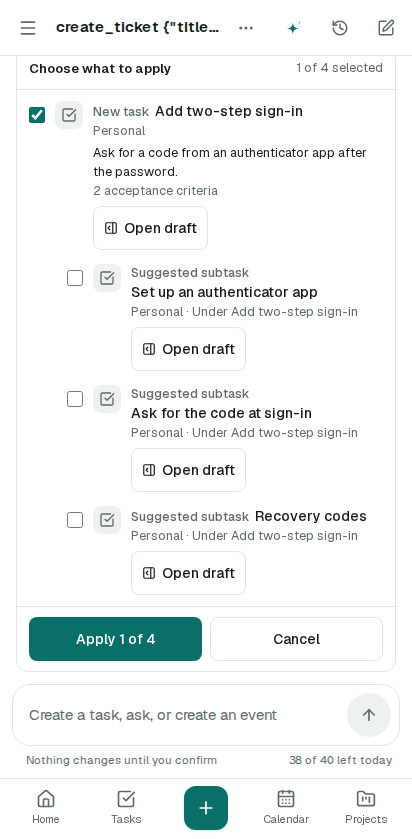 create_ticket {"title…
Choose what to apply
1 of 4 selected
New task Add two-step sign-in
Personal
Ask for a code from an authenticator app after
the password.
2 acceptance criteria
Open draft
Suggested subtask
Set up an authenticator app
Personal · Under Add two-step sign-in
Open draft
Suggested subtask
Ask for the code at sign-in
Personal · Under Add two-step sign-in
Open draft
Suggested subtask Recovery codes
Personal · Under Add two-step sign-in
Open draft
Apply 1 of 4
Cancel
Create a task, ask, or create an event
Nothing changes until you confirm
38 of 40 left today
Home
Tasks
Calendar
Projects